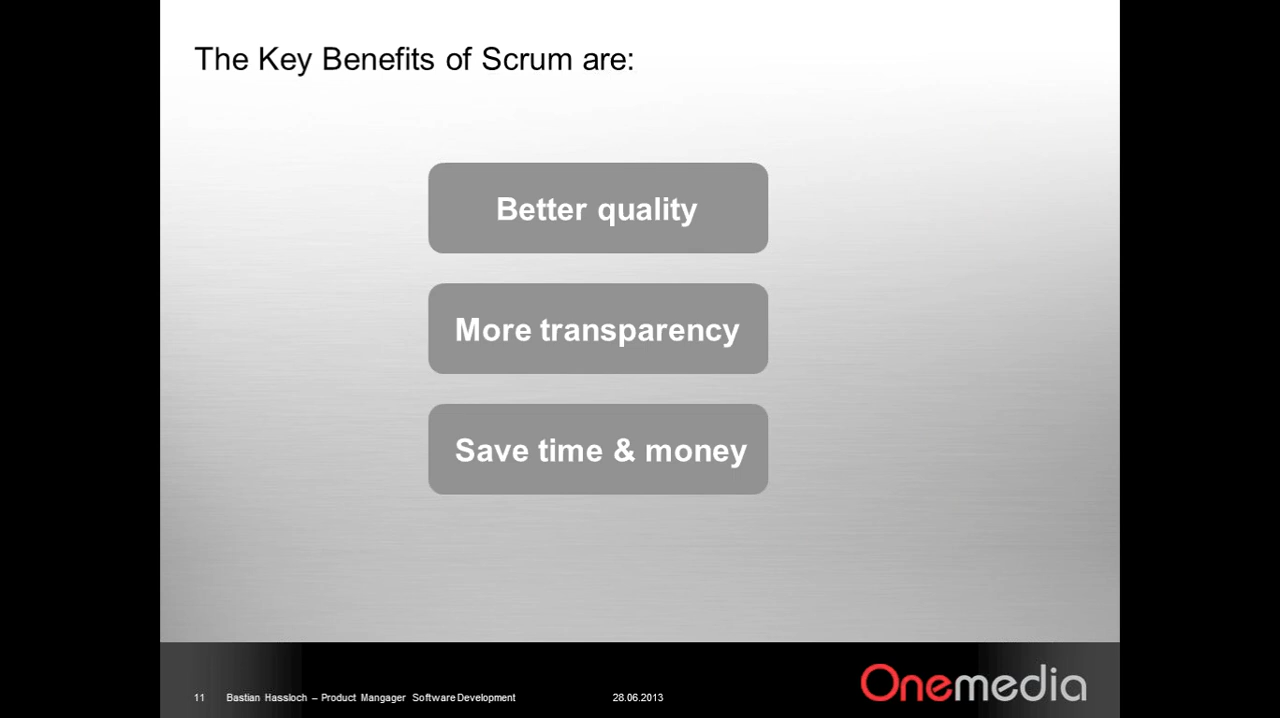 The Key Benefits of Scrum are:
Better quality
More transparency
Save time & money
11 Bastian Hassloch – Product Mangager Software Development 28.06.2013
Onemedia